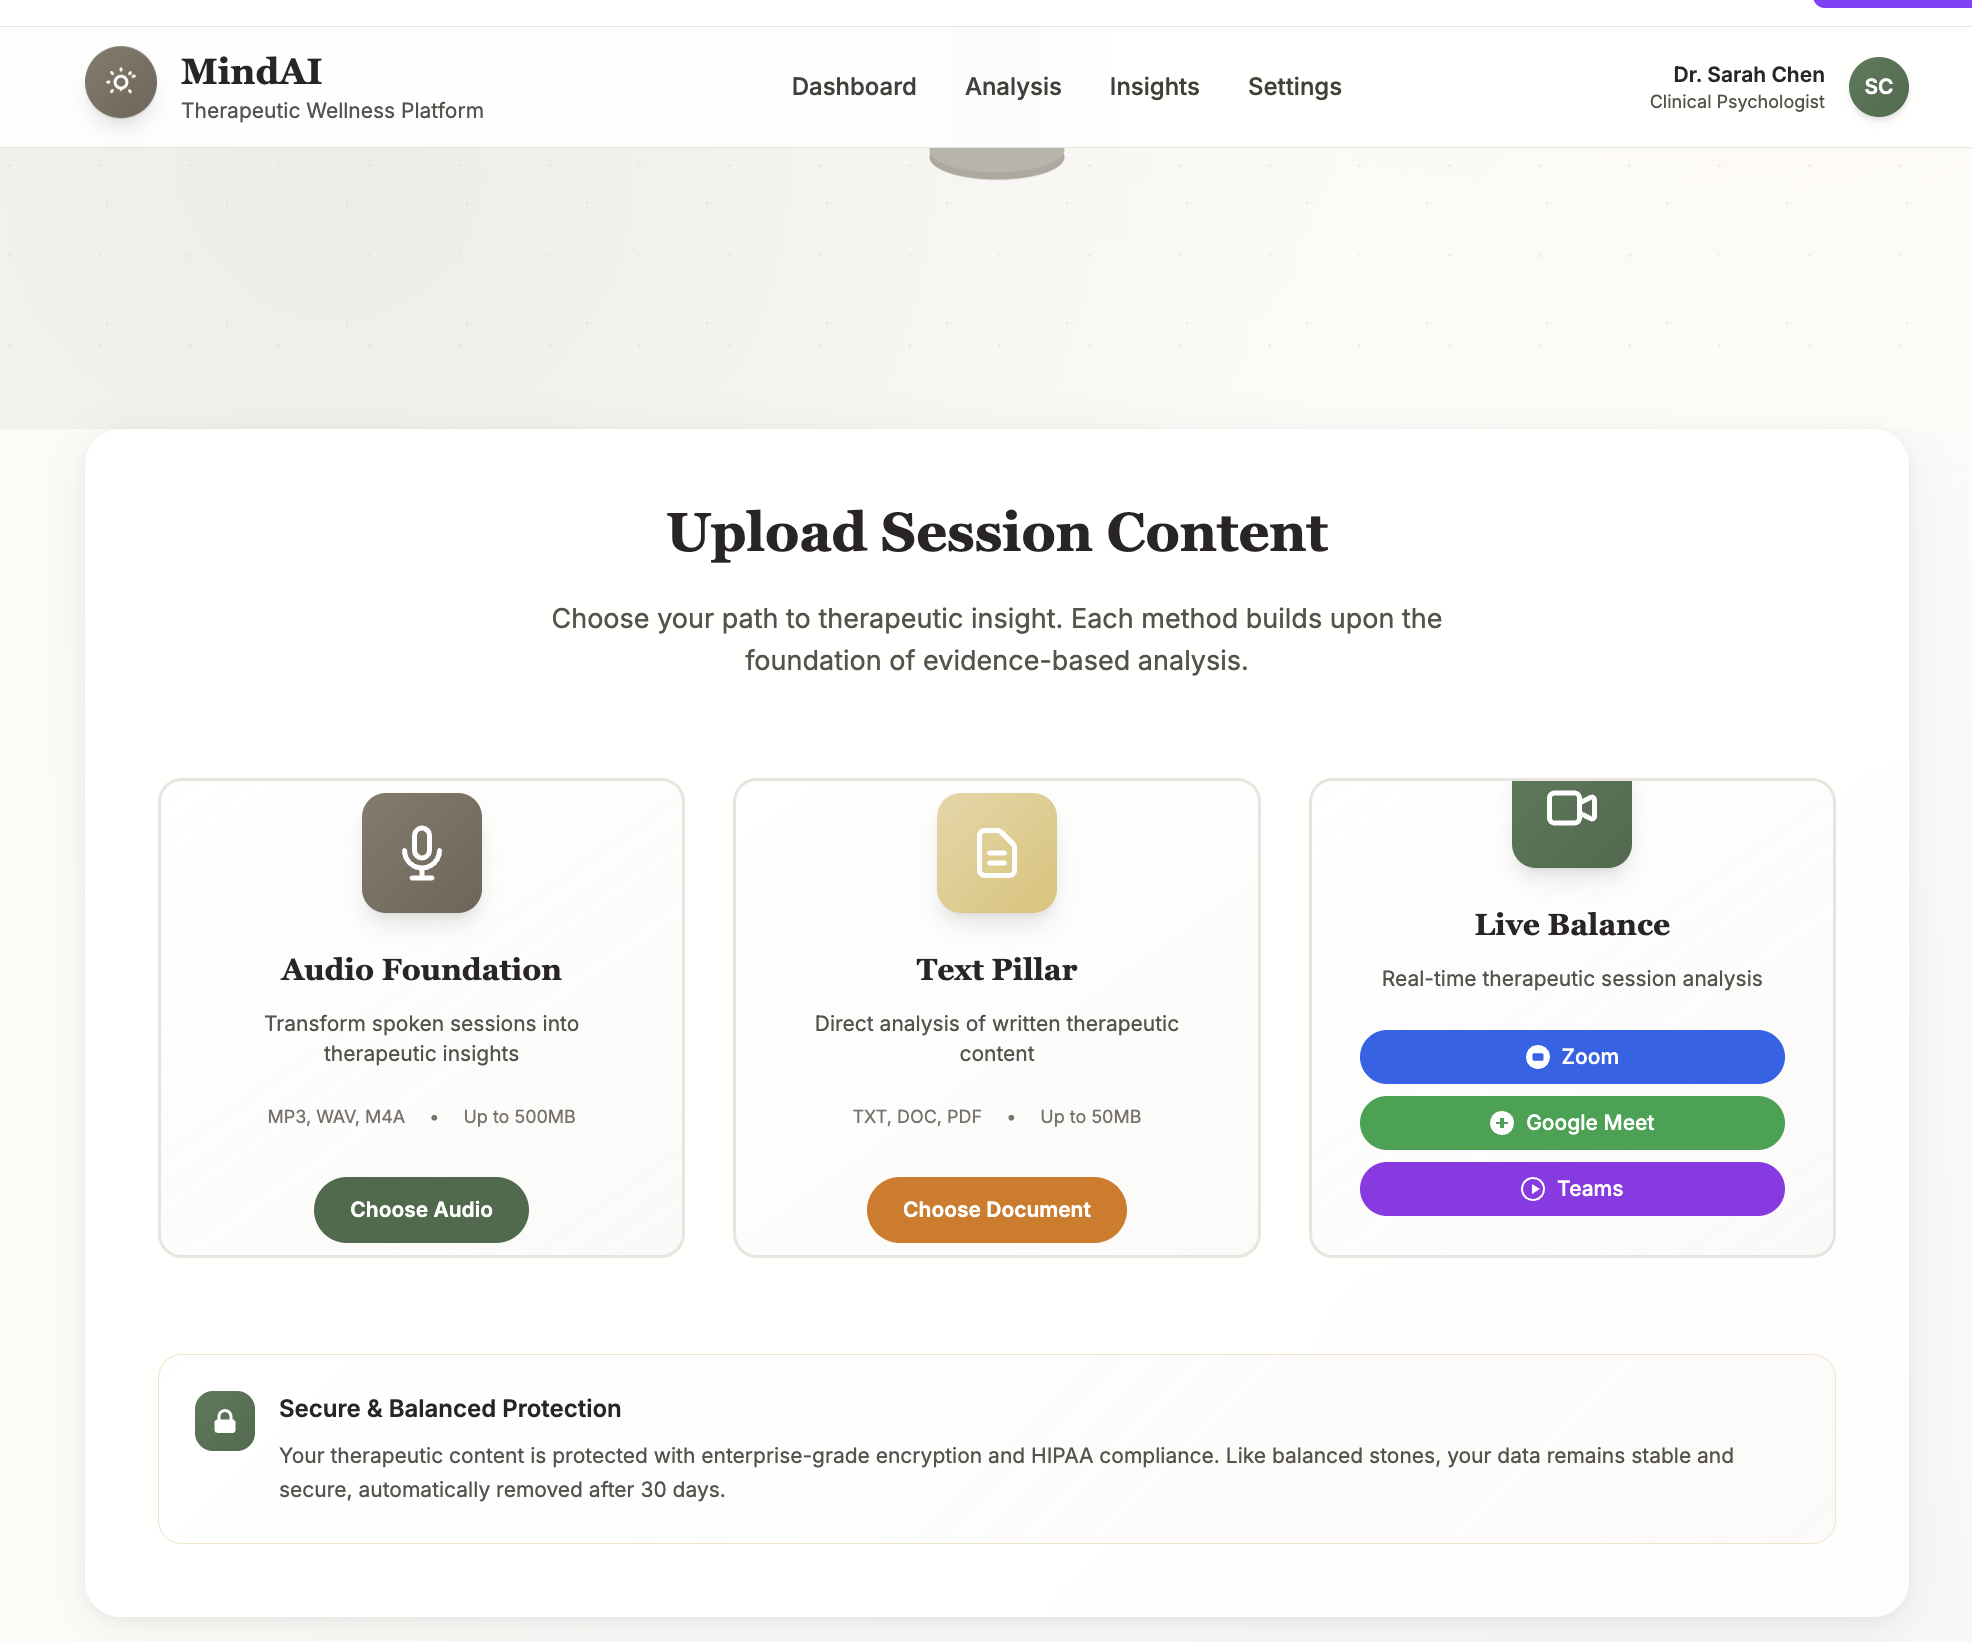 MindAI
Therapeutic Wellness Platform
Dashboard
Analysis
Insights
Settings
Dr. Sarah Chen
Clinical Psychologist
SC
Upload Session Content
Choose your path to therapeutic insight. Each method builds upon the
foundation of evidence-based analysis.
Audio Foundation
Transform spoken sessions into
therapeutic insights
MP3, WAV, M4A • Up to 500MB
Choose Audio
Text Pillar
Direct analysis of written therapeutic
content
TXT, DOC, PDF • Up to 50MB
Choose Document
Live Balance
Real-time therapeutic session analysis
Zoom
Google Meet
Teams
Secure & Balanced Protection
Your therapeutic content is protected with enterprise-grade encryption and HIPAA compliance. Like balanced stones, your data remains stable and
secure, automatically removed after 30 days.